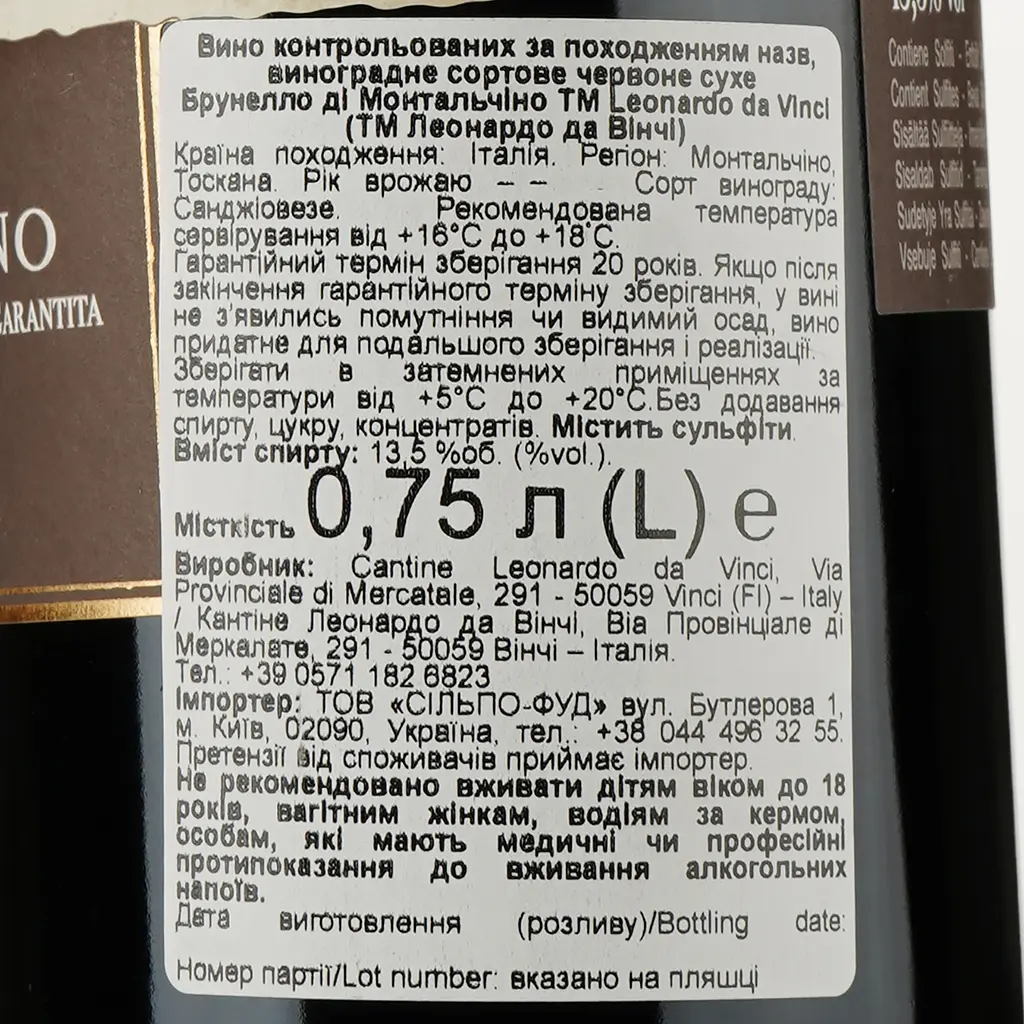 Вино контрольованих за походженням назв,
виноградне сортове червоне сухе
Брунелло ді Монтальчіно ТМ Leonardo da Vinci
(ТМ Леонардо да Вінчі)
Країна походження: Італія. Регіон: Монтальчіно,
Тоскана. Рік врожаю – – Сорт винограду:
Санджіовезе. Рекомендована температура
сервірування від +16°C до +18°C.
Гарантійний термін зберігання 20 років. Якщо після
закінчення гарантійного терміну зберігання, у вині
не з'явились помутніння чи видимий осад, вино
придатне для подальшого зберігання і реалізації.
Зберігати в затемнених приміщеннях за
температури від +5°C до +20°C.Без додавання
спирту, цукру, концентратів. Містить сульфіти.
Вміст спирту: 13,5 %об. (%vol.).
Місткість 0,75 л (L) e
Виробник: Cantine Leonardo da Vinci, Via
Provinciale di Mercatale, 291 - 50059 Vinci (FI) – Italy
/ Кантіне Леонардо да Вінчі, Віа Провінціале ді
Меркалате, 291 - 50059 Вінчі – Італія.
Тел.: +39 0571 182 6823
Імпортер: ТОВ «СІЛЬПО-ФУД» вул. Бутлерова 1,
м. Київ, 02090, Україна, тел.: +38 044 496 32 55.
Претензії від споживачів приймає імпортер.
Не рекомендовано вживати дітям віком до 18
років, вагітним жінкам, водіям за кермом,
особам, які мають медичні чи професійні
протипоказання до вживання алкогольних
напоїв.
Дата виготовлення (розливу)/Bottling date:
Номер партії/Lot number: вказано на пляшці
NO
GARANTITA
Contiene Solfiti -
Contient Sulfites -
Sisältää Sulfiitteja -
Sisaldab Sulfitid -
Sudetyje Yra Sulfitai -
Vsebuje Sulfiti -